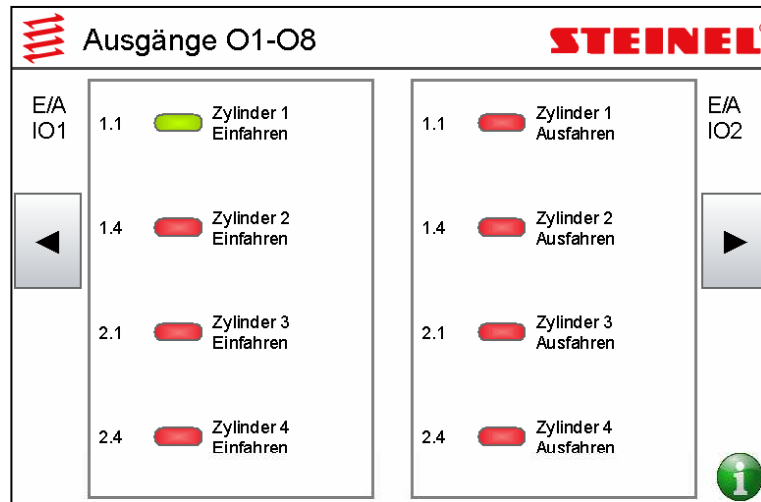 Ausgänge O1-O8
STEINEL
E/A
IO1
1.1
Zylinder 1
Einfahren
1.4
Zylinder 2
Einfahren
2.1
Zylinder 3
Einfahren
2.4
Zylinder 4
Einfahren
1.1
Zylinder 1
Ausfahren
1.4
Zylinder 2
Ausfahren
2.1
Zylinder 3
Ausfahren
2.4
Zylinder 4
Ausfahren
E/A
IO2